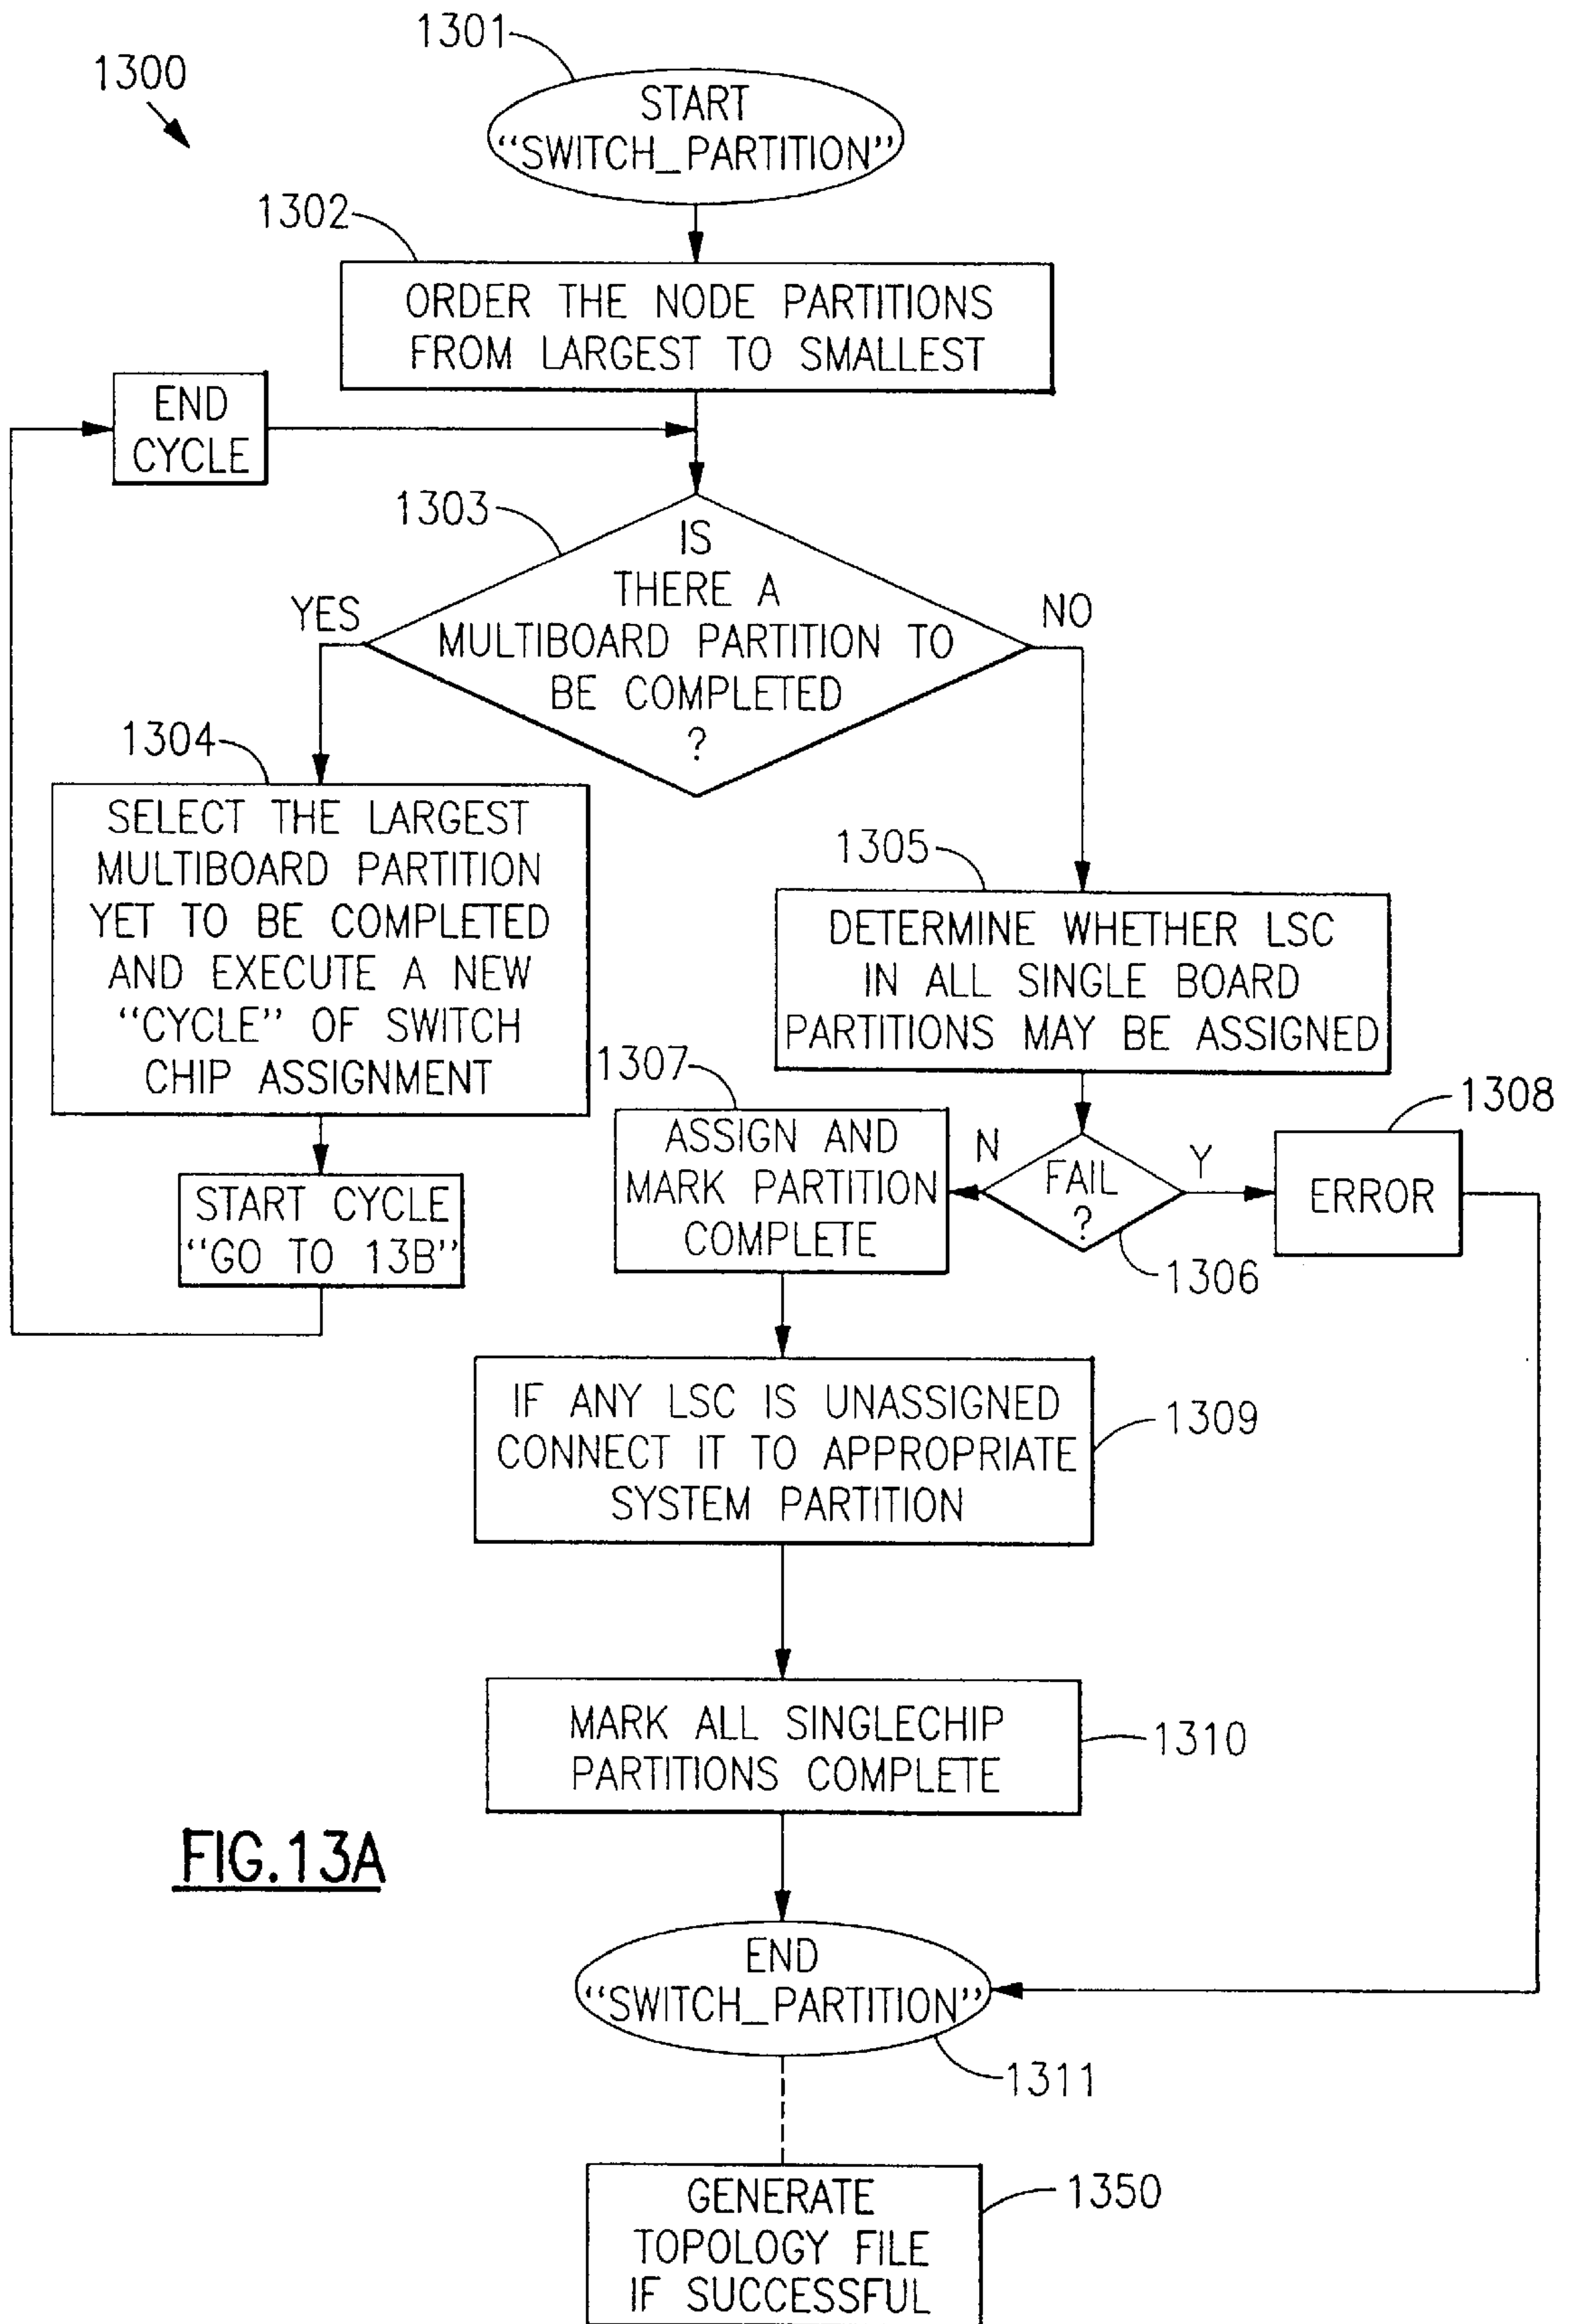 1301
1300
START
“SWITCH_PARTITION”
1302
ORDER THE NODE PARTITIONS
FROM LARGEST TO SMALLEST
END
CYCLE
1303
IS
THERE A
MULTIBOARD PARTITION TO
BE COMPLETED
?
YES
NO
1304
SELECT THE LARGEST
MULTIBOARD PARTITION
YET TO BE COMPLETED
AND EXECUTE A NEW
“CYCLE” OF SWITCH
CHIP ASSIGNMENT
START CYCLE
“GO TO 13B”
1305
DETERMINE WHETHER LSC
IN ALL SINGLE BOARD
PARTITIONS MAY BE ASSIGNED
1307
ASSIGN AND
MARK PARTITION
COMPLETE
N
FAIL
?
Y
1306
1308
ERROR
IF ANY LSC IS UNASSIGNED
CONNECT IT TO APPROPRIATE
SYSTEM PARTITION
1309
MARK ALL SINGLECHIP
PARTITIONS COMPLETE
1310
FIG.13A
END
“SWITCH_PARTITION”
1311
GENERATE
TOPOLOGY FILE
IF SUCCESSFUL
1350